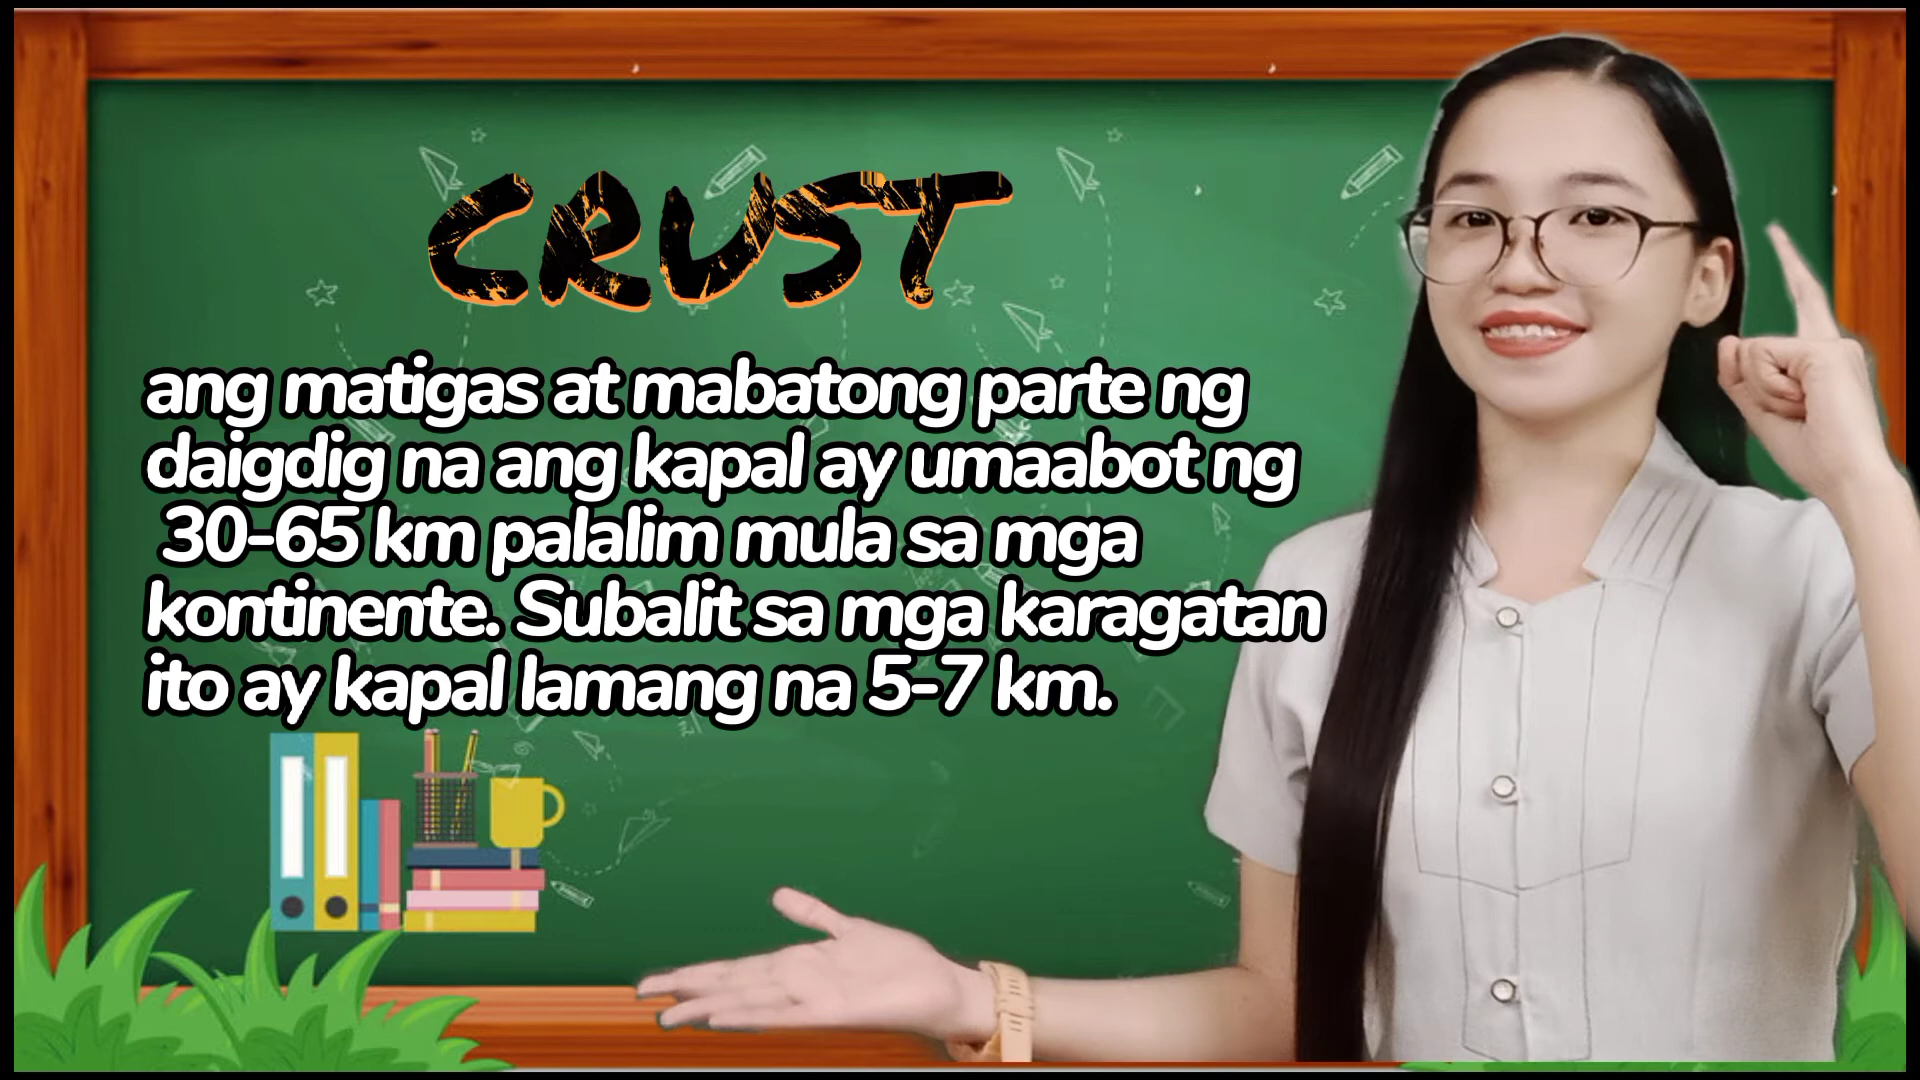 CRUST
ang matigas at mabatong parte ng
daigdig na ang kapal ay umaabot ng
30-65 km palalim mula sa mga
kontinente. Subalit sa mga karagatan
ito ay kapal lamang na 5-7 km.